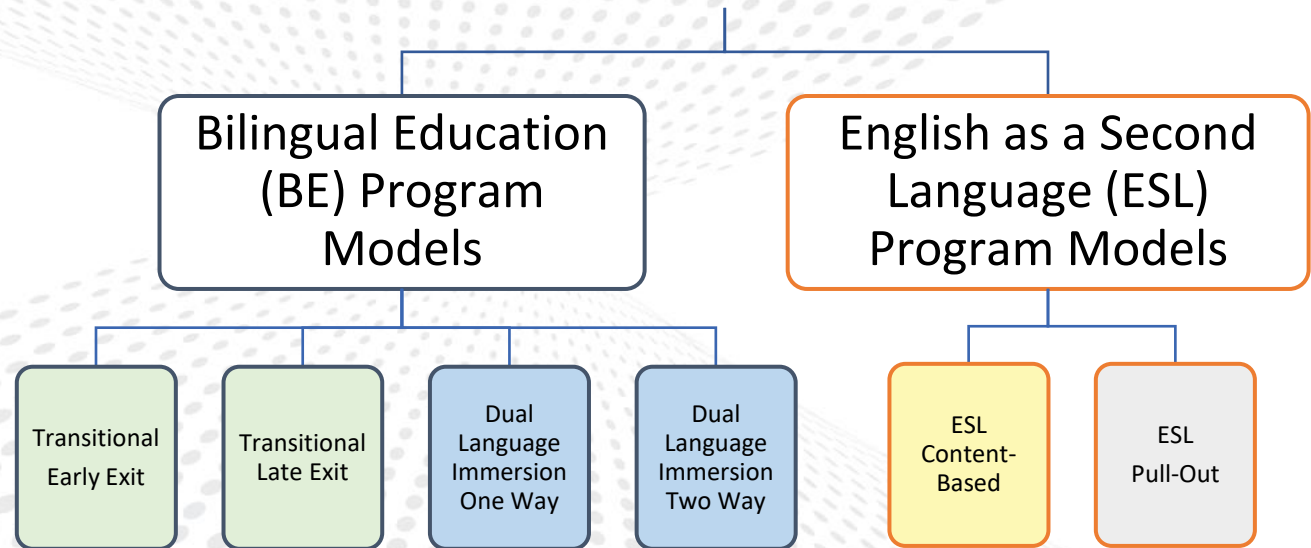 Bilingual Education
(BE) Program
Models
English as a Second
Language (ESL)
Program Models
Transitional
Early Exit
Transitional
Late Exit
Dual
Language
Immersion
One Way
Dual
Language
Immersion
Two Way
ESL
Content-
Based
ESL
Pull-Out